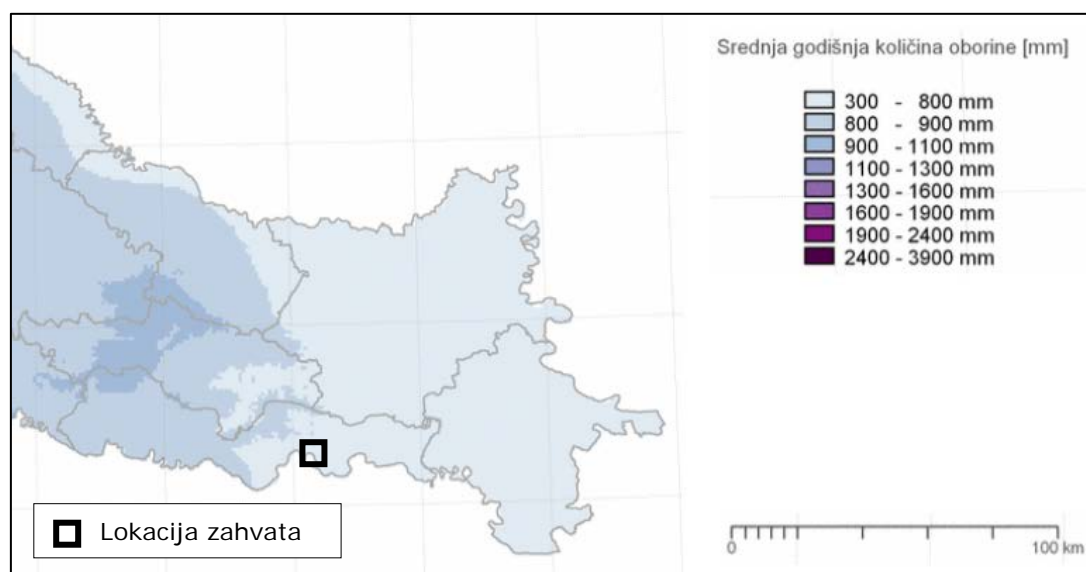 Srednja godišnja količina oborine [mm]
300 - 800 mm
800 - 900 mm
900 - 1100 mm
1100 - 1300 mm
1300 - 1600 mm
1600 - 1900 mm
1900 - 2400 mm
2400 - 3900 mm
Lokacija zahvata
0 100 km